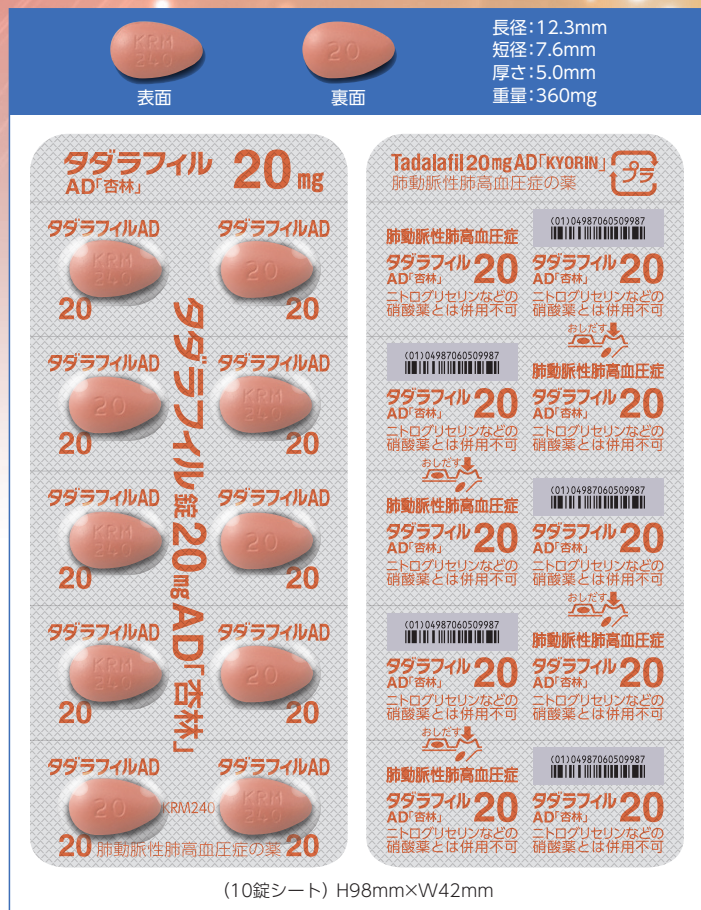 KRM
240
20
表面
裏面
長径:12.3mm
短径:7.6mm
厚さ:5.0mm
重量:360mg
タダラフィル 20mg
AD「杏林」
タダラフィルAD タダラフィルAD
KRM
240
20
20 20
タダラフィルAD タダラフィルAD
20
KRM
240
20 20
タダラフィルAD タダラフィルAD
KRM
240
20
20 20
タダラフィルAD タダラフィルAD
KRM
240
20
20 20
タダラフィルAD タダラフィルAD
20
KRM240
KRM
240
20 肺動脈性肺高血圧症の薬 20
タダラフィル錠20mg AD「杏林」
Tadalafil 20mg AD「KYORIN」
プラ
肺動脈性肺高血圧症の薬
肺動脈性肺高血圧症 (01)04987060509987
タダラフィル 20 タダラフィル 20
AD「杏林」 AD「杏林」
ニトログリセリンなどの ニトログリセリンなどの
硝酸薬とは併用不可 硝酸薬とは併用不可
おしだす
(01)04987060509987 肺動脈性肺高血圧症
タダラフィル 20 タダラフィル 20
AD「杏林」 AD「杏林」
ニトログリセリンなどの ニトログリセリンなどの
硝酸薬とは併用不可 硝酸薬とは併用不可
おしだす
肺動脈性肺高血圧症 (01)04987060509987
タダラフィル 20 タダラフィル 20
AD「杏林」 AD「杏林」
ニトログリセリンなどの ニトログリセリンなどの
硝酸薬とは併用不可 硝酸薬とは併用不可
おしだす
(01)04987060509987 肺動脈性肺高血圧症
タダラフィル 20 タダラフィル 20
AD「杏林」 AD「杏林」
ニトログリセリンなどの ニトログリセリンなどの
硝酸薬とは併用不可 硝酸薬とは併用不可
おしだす
肺動脈性肺高血圧症 (01)04987060509987
タダラフィル 20 タダラフィル 20
AD「杏林」 AD「杏林」
ニトログリセリンなどの ニトログリセリンなどの
硝酸薬とは併用不可 硝酸薬とは併用不可
(10錠シート) H98mm×W42mm